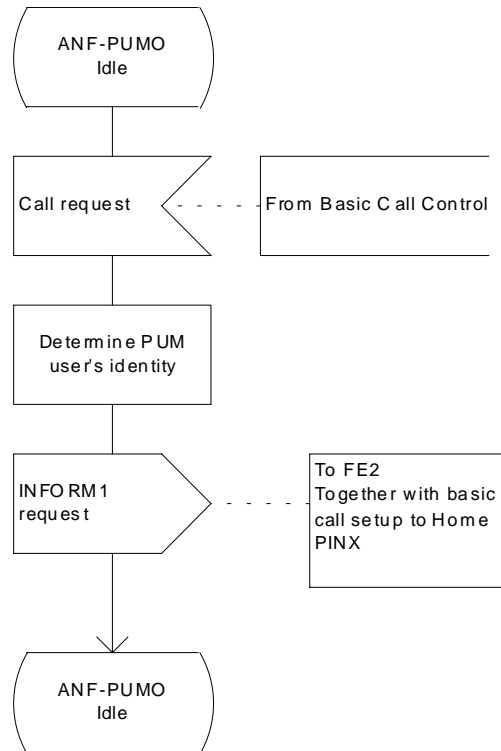 ANF-PUMO
Idle
Call request
From Basic Call Control
Determine PUM
user's identity
INFORM1
request
To FE2
Together with basic
call setup to Home
PINX
ANF-PUMO
Idle